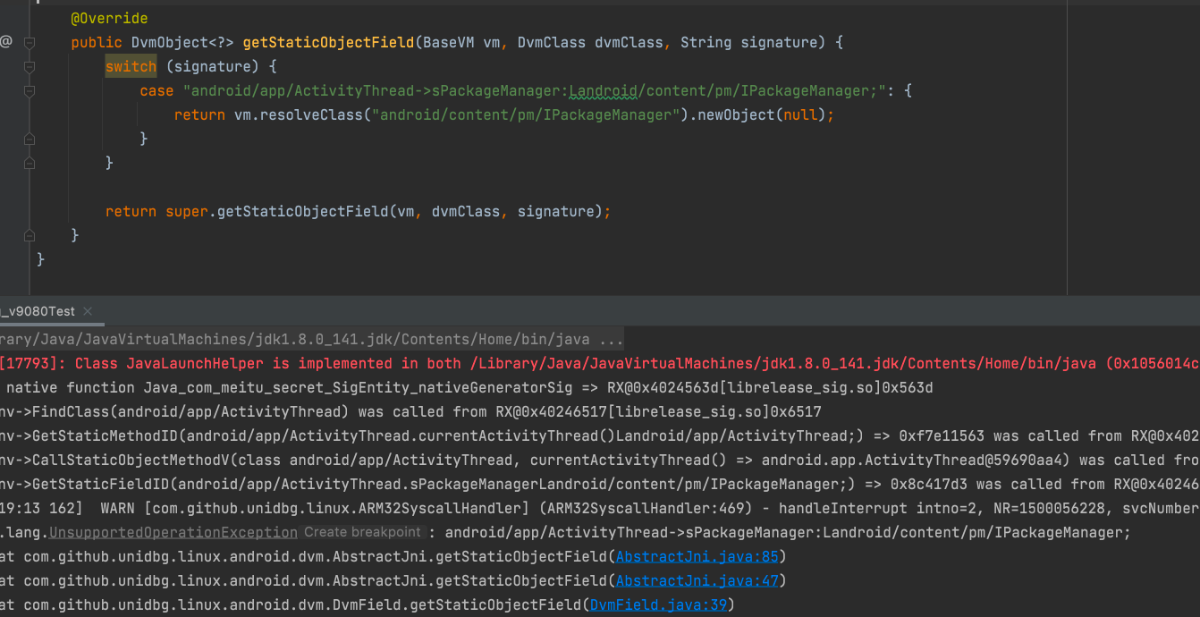 @Override
@ public DvmObject<?> getStaticObjectField(BaseVM vm, DvmClass dvmClass, String signature) {
switch (signature) {
case "android/app/ActivityThread->sPackageManager:Landroid/content/pm/IPackageManager;": {
return vm.resolveClass("android/content/pm/IPackageManager").newObject(null);
}
}
return super.getStaticObjectField(vm, dvmClass, signature);
}
}
_v9080Test ×
rary/Java/JavaVirtualMachines/jdk1.8.0_141.jdk/Contents/Home/bin/java ...
[17793]: Class JavaLaunchHelper is implemented in both /Library/Java/JavaVirtualMachines/jdk1.8.0_141.jdk/Contents/Home/bin/java (0x1056014c
native function Java_com_meitu_secret_SigEntity_nativeGeneratorSig => RX@0x4024563d[librelease_sig.so]0x563d
nv->FindClass(android/app/ActivityThread) was called from RX@0x40246517[librelease_sig.so]0x6517
nv->GetStaticMethodID(android/app/ActivityThread.currentActivityThread()Landroid/app/ActivityThread;) => 0xf7e11563 was called from RX@0x402
nv->CallStaticObjectMethodV(class android/app/ActivityThread, currentActivityThread() => android.app.ActivityThread@59690aa4) was called fro
nv->GetStaticFieldID(android/app/ActivityThread.sPackageManagerLandroid/content/pm/IPackageManager;) => 0x8c417d3 was called from RX@0x40246
19:13 162]  WARN [com.github.unidbg.linux.ARM32SyscallHandler] (ARM32SyscallHandler:469) - handleInterrupt intno=2, NR=1500056228, svcNumber
.lang.UnsupportedOperationException Create breakpoint : android/app/ActivityThread->sPackageManager:Landroid/content/pm/IPackageManager;
at com.github.unidbg.linux.android.dvm.AbstractJni.getStaticObjectField(AbstractJni.java:85)
at com.github.unidbg.linux.android.dvm.AbstractJni.getStaticObjectField(AbstractJni.java:47)
at com.github.unidbg.linux.android.dvm.DvmField.getStaticObjectField(DvmField.java:39)